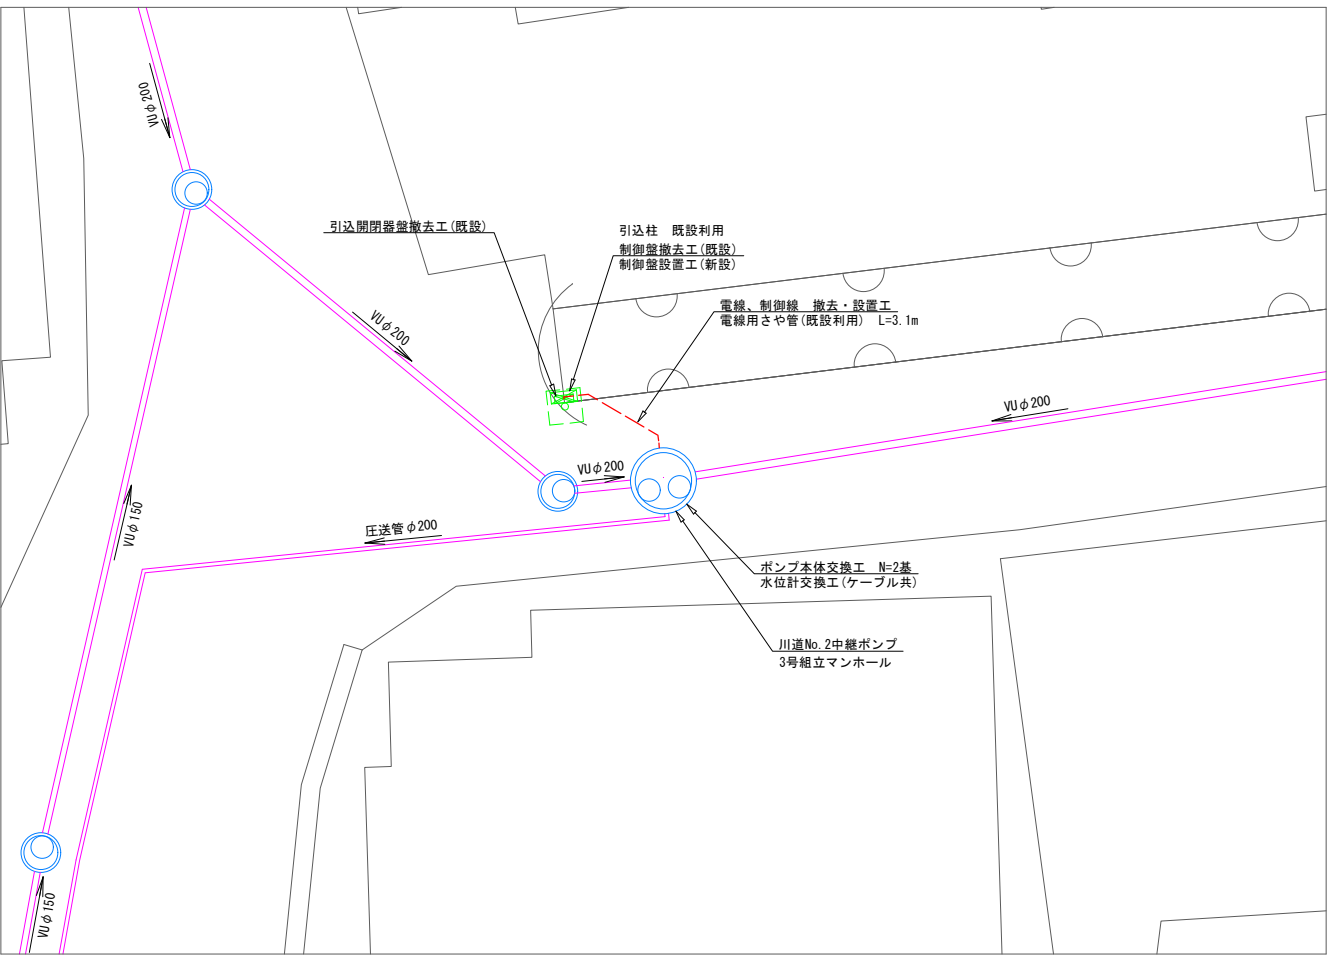 VUφ200
引込開閉器盤撤去工(既設)
引込柱　既設利用
制御盤撤去工(既設)
制御盤設置工(新設)
電線、制御線　撤去・設置工
電線用さや管(既設利用)　L=3.1m
VUφ200
VUφ200
VUφ200
VUφ150
圧送管φ200
ポンプ本体交換工　N=2基
水位計交換工(ケーブル共)
川道No.2中継ポンプ
3号組立マンホール
VUφ150